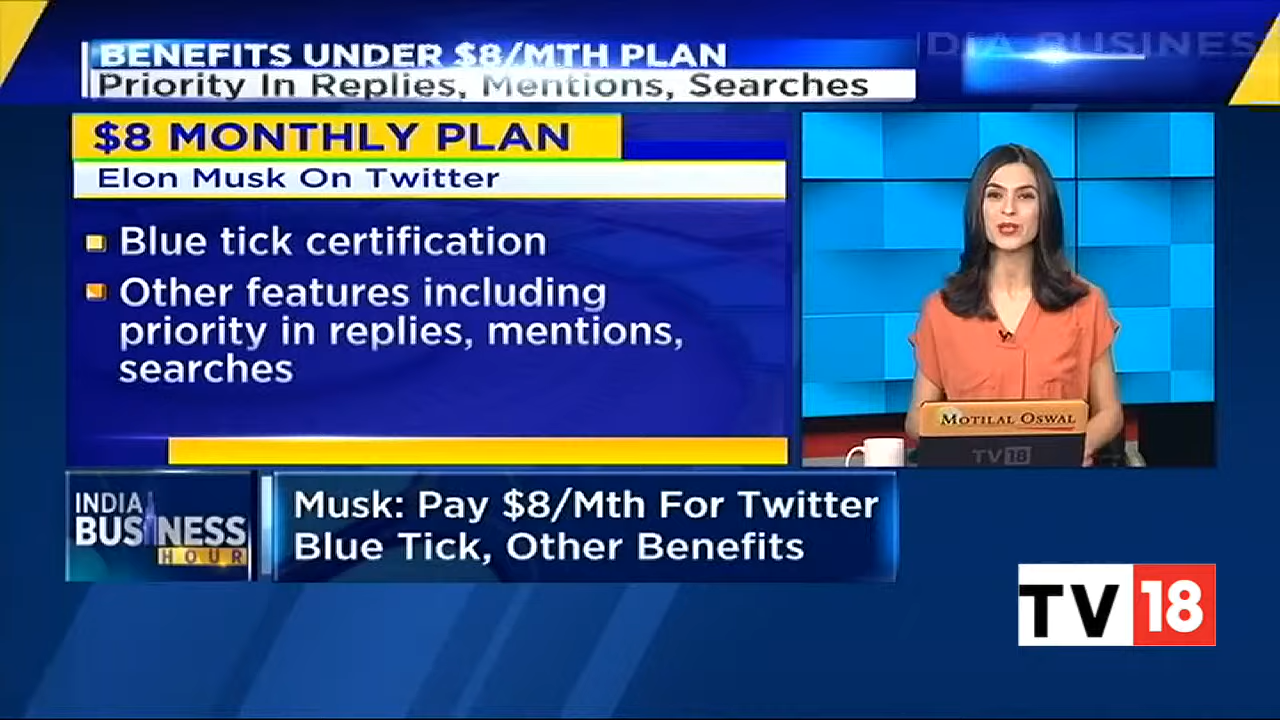 BENEFITS UNDER $8/MTH PLAN
Priority In Replies, Mentions, Searches
DIA BUSINESS
$8 MONTHLY PLAN
Elon Musk On Twitter
Blue tick certification
Other features including
priority in replies, mentions,
searches
MOTILAL OSWAL
TV18
INDIA
BUSINESS
HOUR
Musk: Pay $8/Mth For Twitter
Blue Tick, Other Benefits
TV18